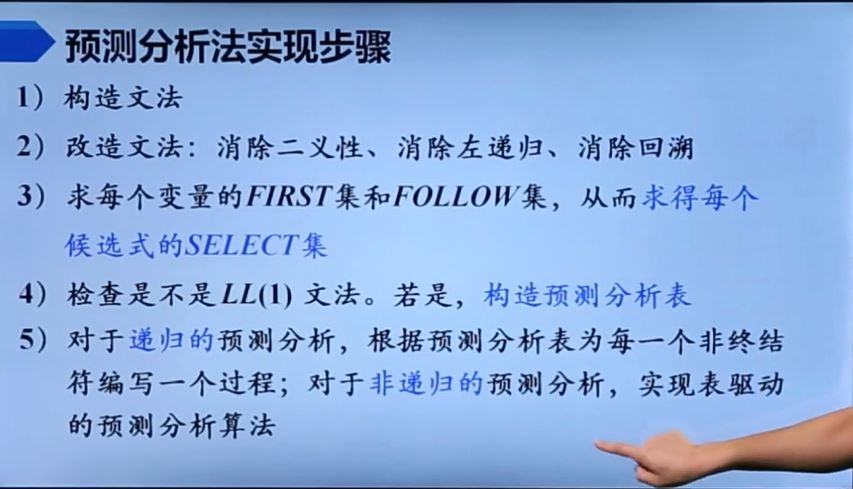 预测分析法实现步骤
1）构造文法
2）改造文法：消除二义性、消除左递归、消除回溯
3）求每个变量的FIRST集和FOLLOW集，从而求得每个
候选式的SELECT集
4）检查是不是LL(1) 文法。若是，构造预测分析表
5）对于递归的预测分析，根据预测分析表为每一个非终结
符编写一个过程；对于非递归的预测分析，实现表驱动
的预测分析算法